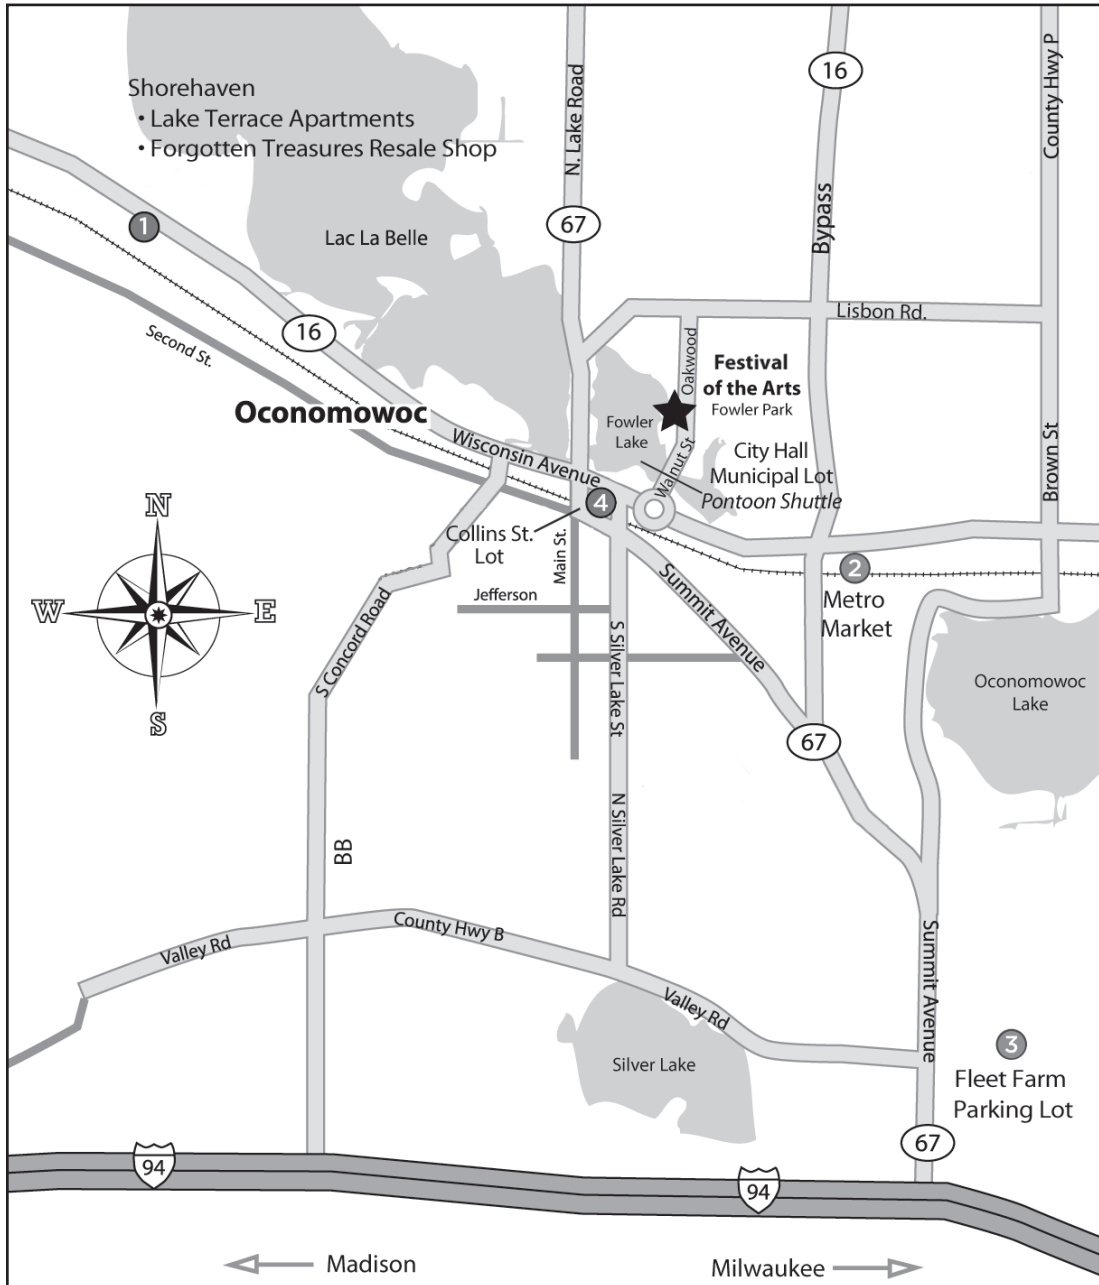 Shorehaven
• Lake Terrace Apartments
• Forgotten Treasures Resale Shop
N. Lake Road
16
County Hwy P
67
Bypass
1
Lac La Belle
16
Second St.
Lisbon Rd.
Oakwood
Festival
of the Arts
Fowler Park
Oconomowoc
Fowler
Lake
Wisconsin Avenue
Walnut St
City Hall
Municipal Lot
Pontoon Shuttle
Brown St
N
W
E
S
4
Collins St.
Lot
Main St.
2
Metro
Market
Jefferson
S Concord Road
S Silver Lake St
Summit Avenue
Oconomowoc
Lake
67
BB
N Silver Lake Rd
County Hwy B
Valley Rd
Valley Rd
Summit Avenue
Silver Lake
3
Fleet Farm
Parking Lot
67
94
94
Madison
Milwaukee